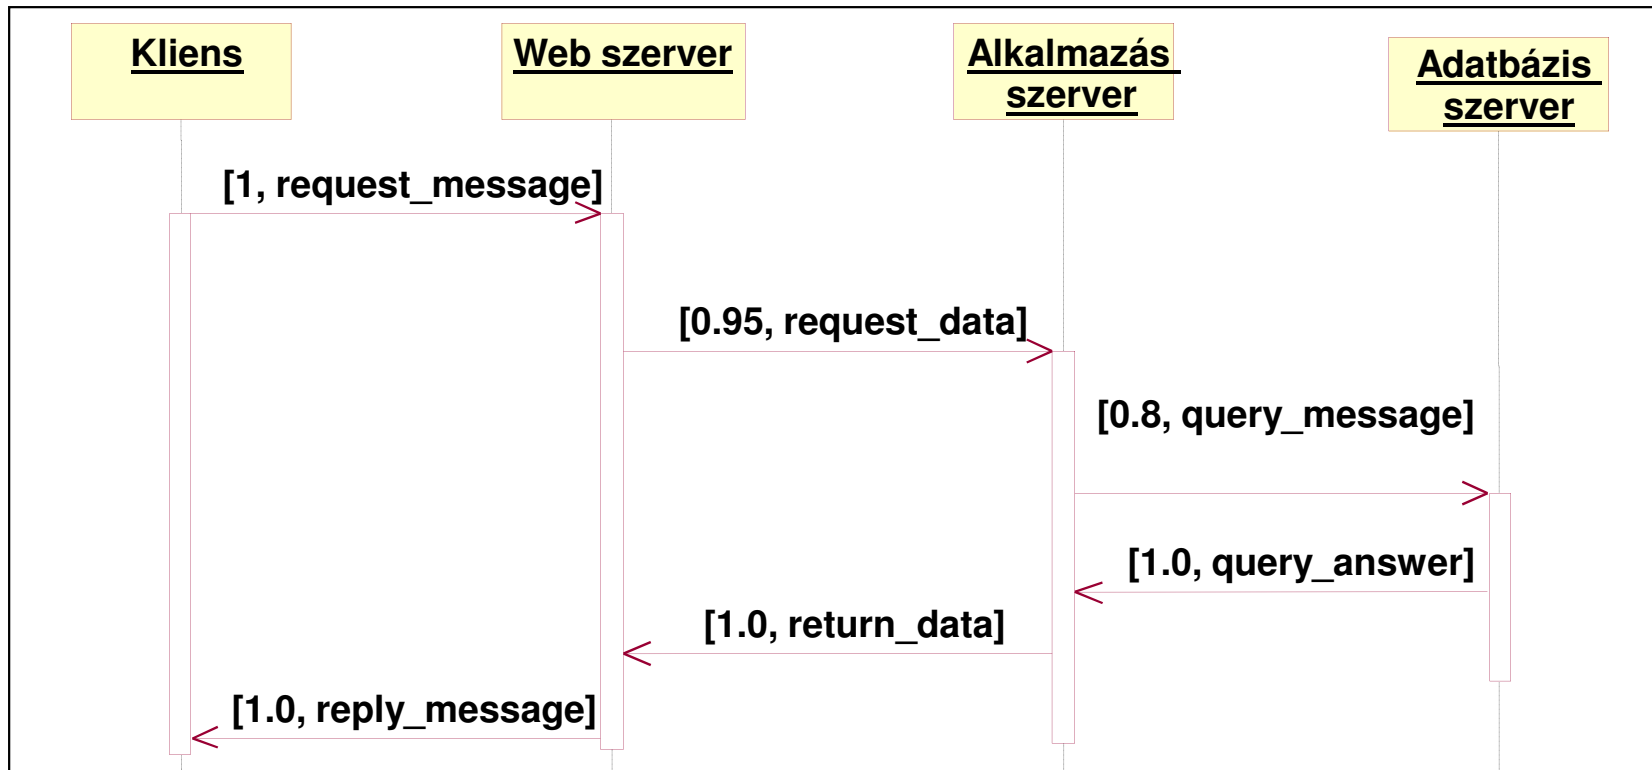 Kliens
Web szerver
Alkalmazás
szerver
Adatbázis
szerver
[1, request_message]
[0.95, request_data]
[0.8, query_message]
[1.0, query_answer]
[1.0, return_data]
[1.0, reply_message]